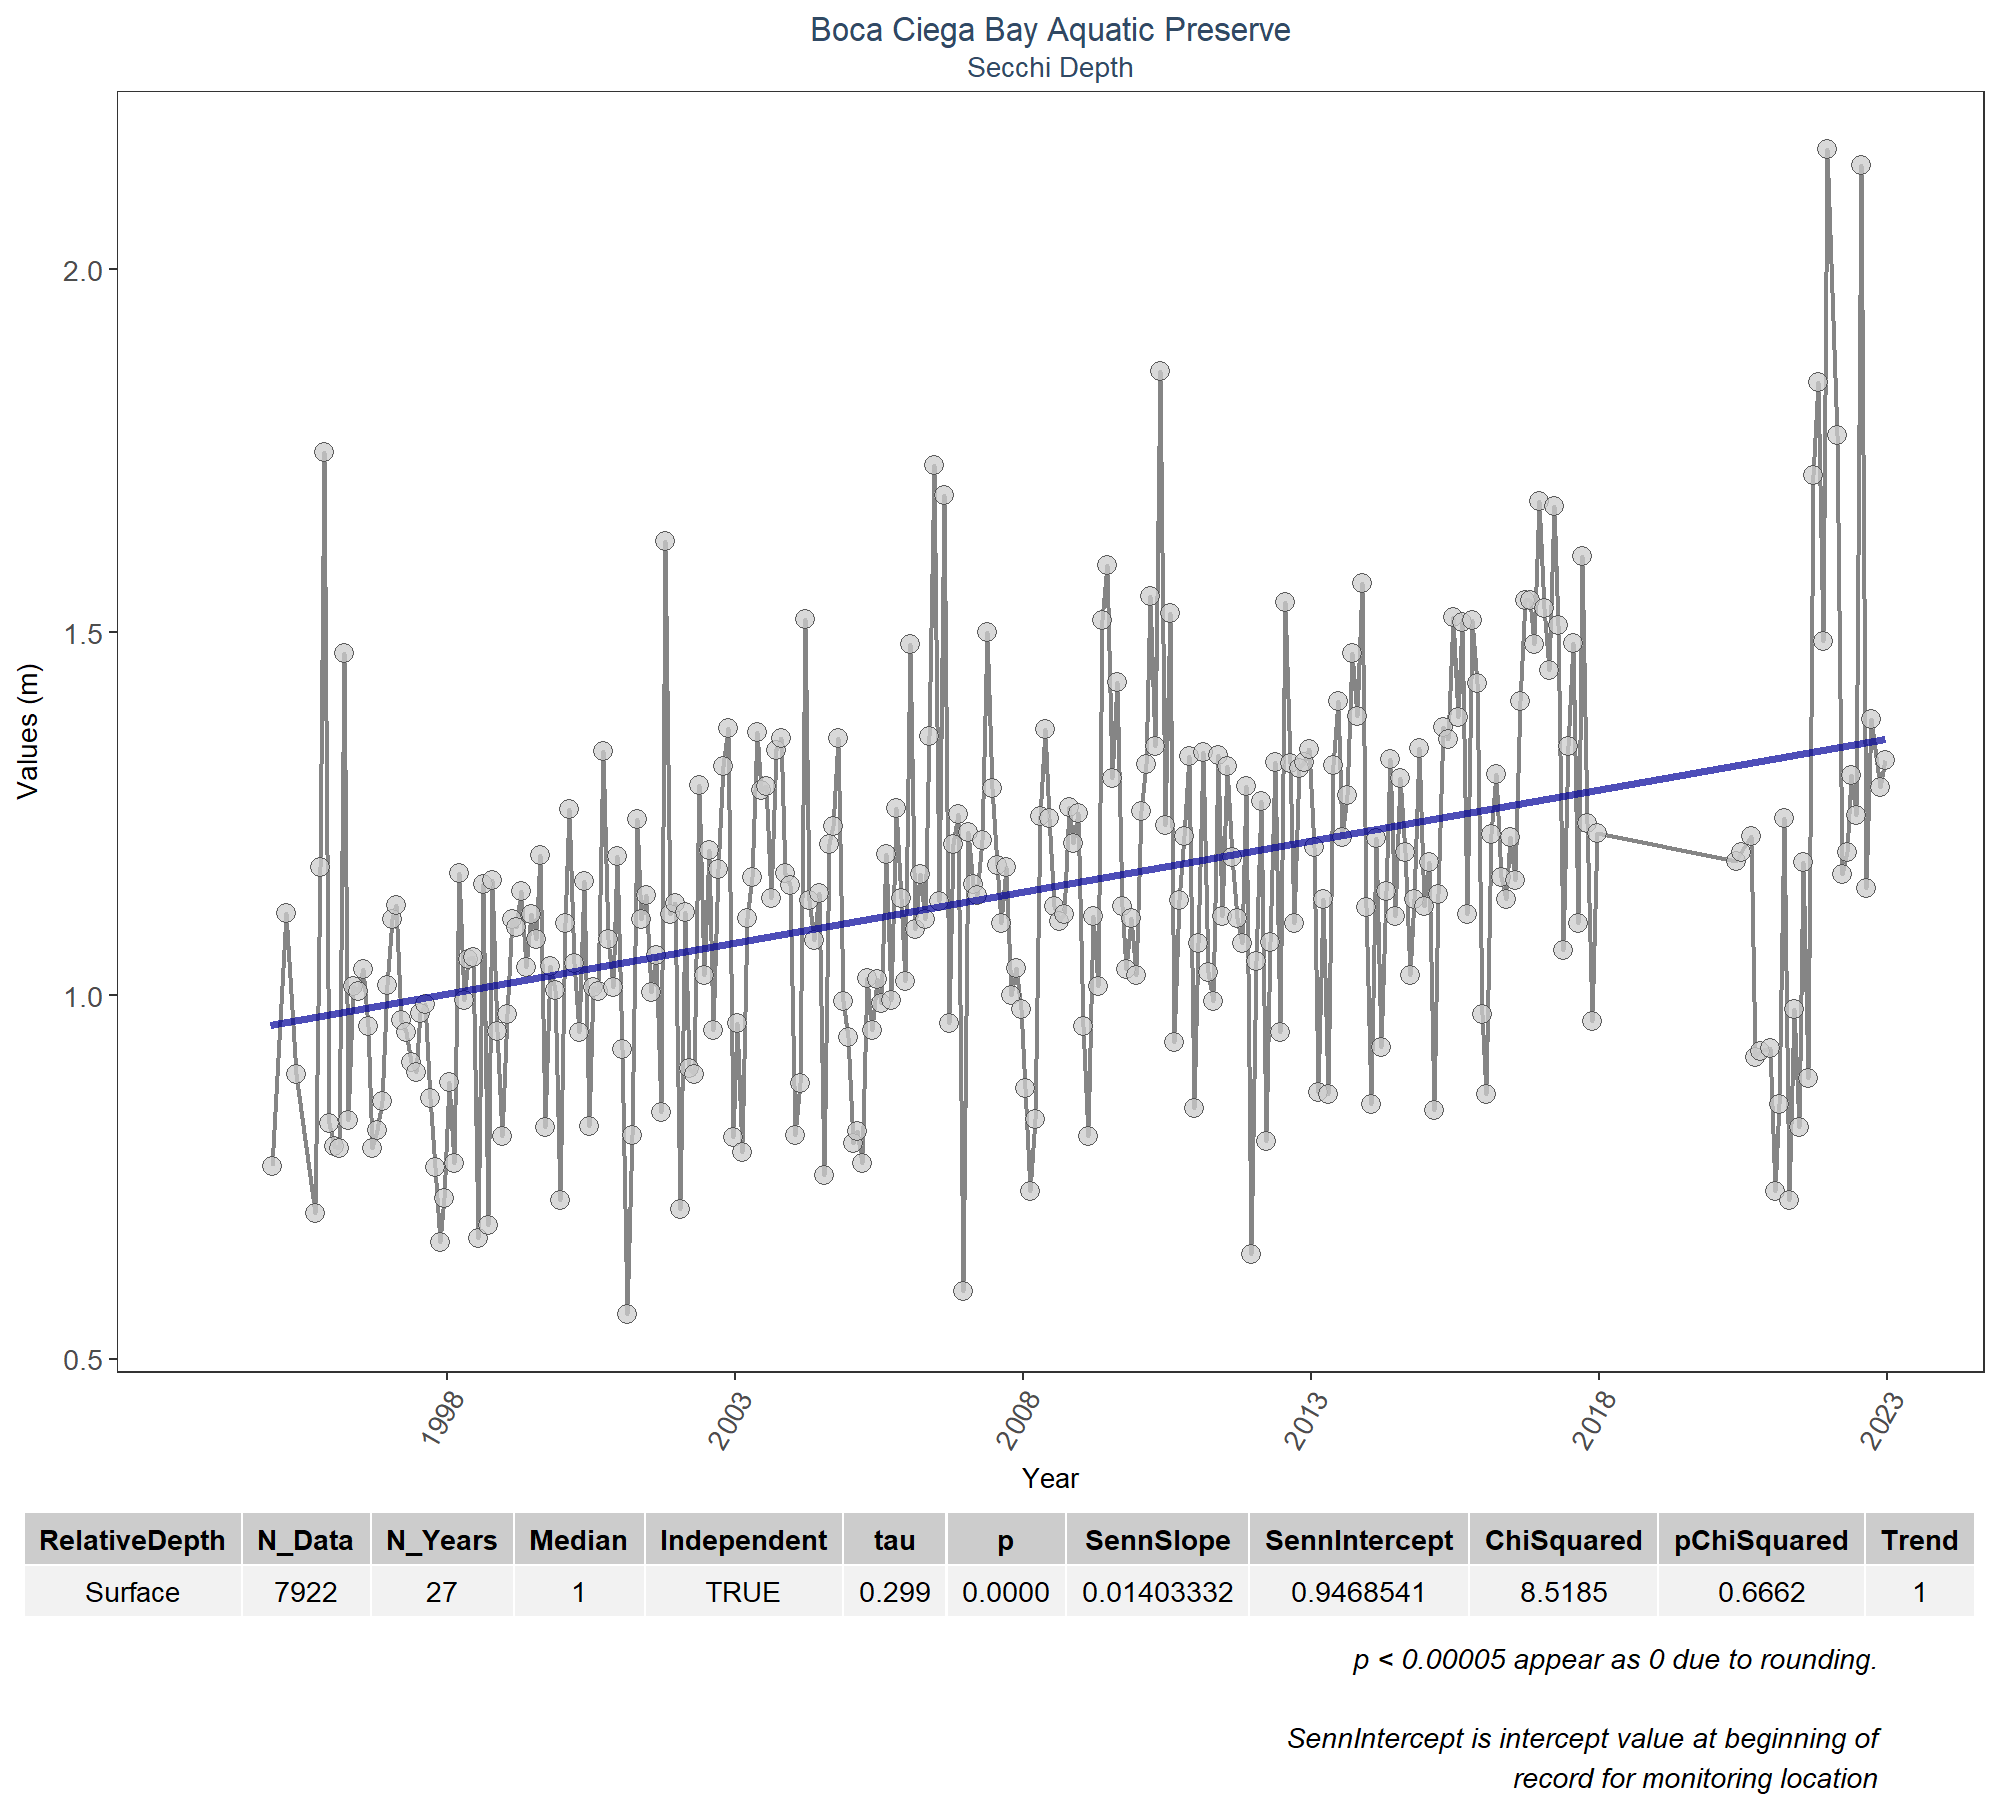 Boca Ciega Bay Aquatic Preserve
Secchi Depth
Values (m)
2.0
1.5
1.0
0.5
1998 2003 2008 2013 2018 2023
Year
RelativeDepth N_Data N_Years Median Independent tau p SennSlope SennIntercept ChiSquared pChiSquared Trend
Surface 7922 27 1 TRUE 0.299 0.0000 0.01403332 0.9468541 8.5185 0.6662 1
p < 0.00005 appear as 0 due to rounding.
SennIntercept is intercept value at beginning of
record for monitoring location